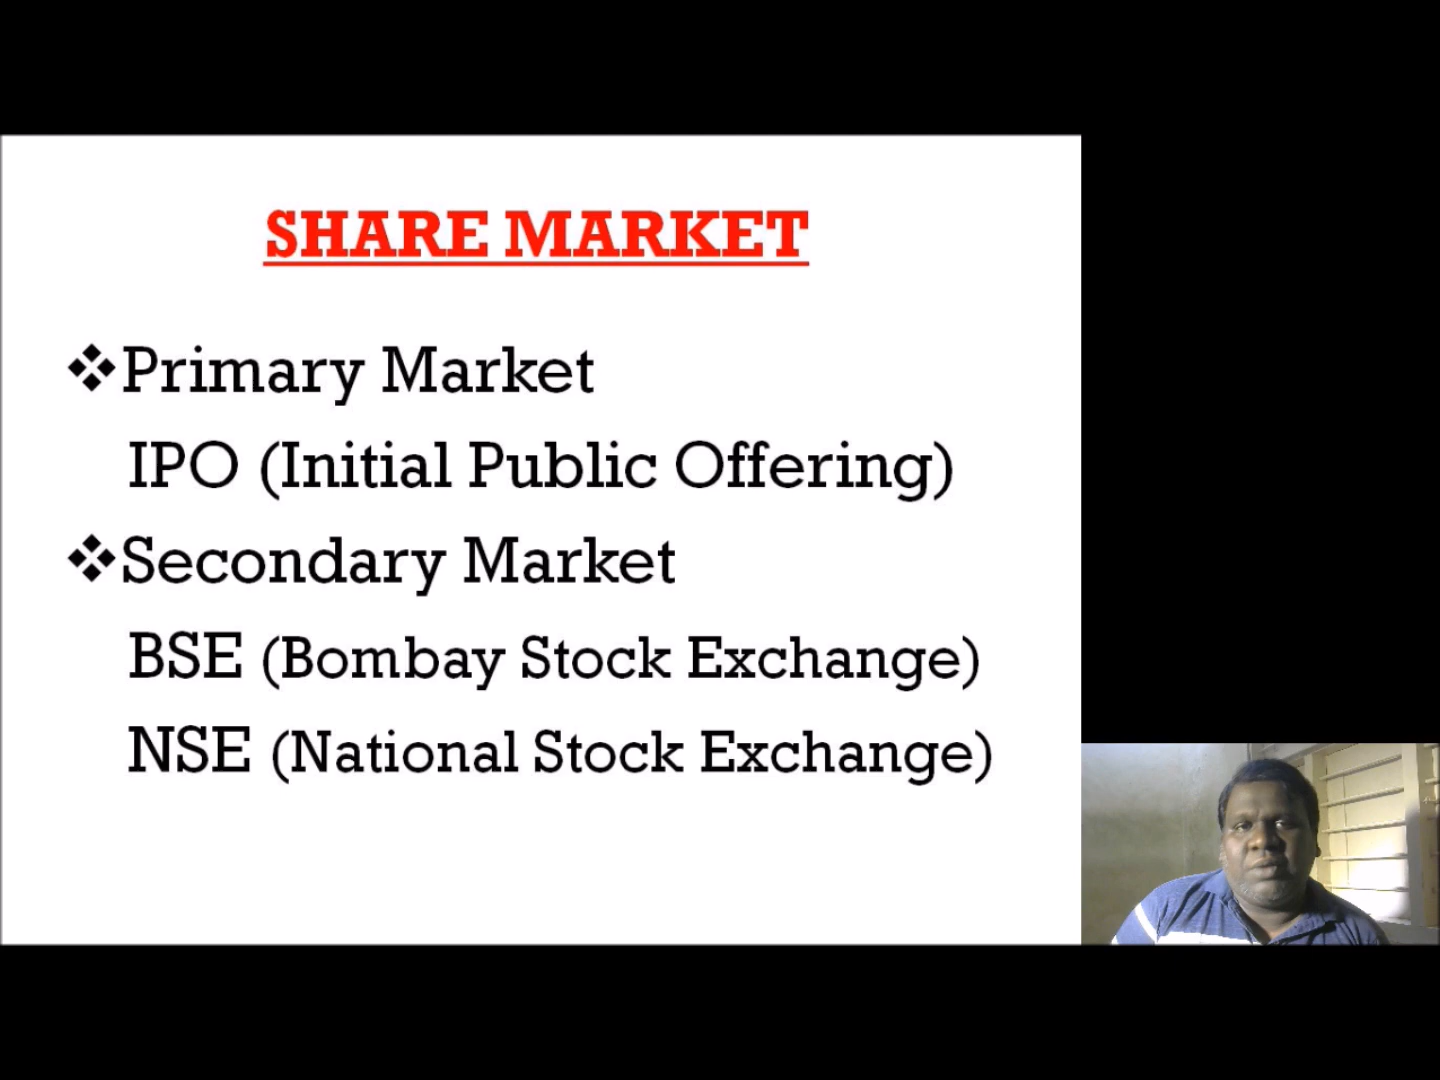 SHARE MARKET
❖Primary Market
IPO (Initial Public Offering)
❖Secondary Market
BSE (Bombay Stock Exchange)
NSE (National Stock Exchange)